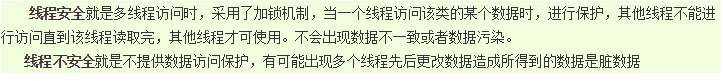 线程安全就是多线程访问时，采用了加锁机制，当一个线程访问该类的某个数据时，进行保护，其他线程不能进
行访问直到该线程读取完，其他线程才可使用。不会出现数据不一致或者数据污染。
线程不安全就是不提供数据访问保护，有可能出现多个线程先后更改数据造成所得到的数据是脏数据